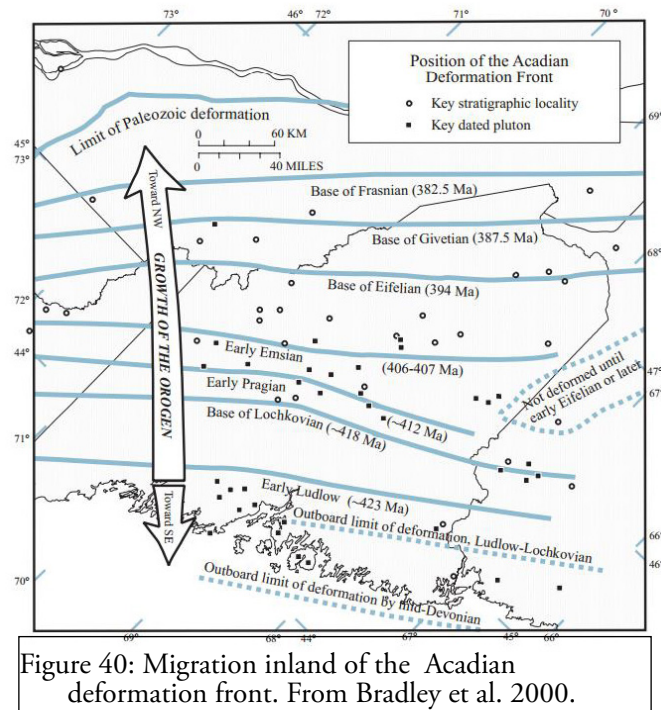 73°
46°
72°
71°
70°
Position of the Acadian
Deformation Front
Key stratigraphic locality
Key dated pluton
Limit of Paleozoic deformation
0 60 KM
0 40 MILES
69°
45°
73°
Toward NW
GROWTH OF THE OROGEN
Toward SE
Base of Frasnian (382.5 Ma)
Base of Givetian (387.5 Ma)
68°
Base of Eifelian (394 Ma)
72°
Early Emsian
(406-407 Ma)
44°
Early Pragian
(~412 Ma)
47°
67°
Not deformed until
early Eifelian or later
Base of Lochkovian (~418 Ma)
71°
Early Ludlow (~423 Ma)
Outboard limit of deformation, Ludlow-Lochkovian
66°
46°
70°
Outboard limit of deformation by mid-Devonian
69°
68°
44°
67°
45°
66°
Figure 40: Migration inland of the Acadian
deformation front. From Bradley et al. 2000.